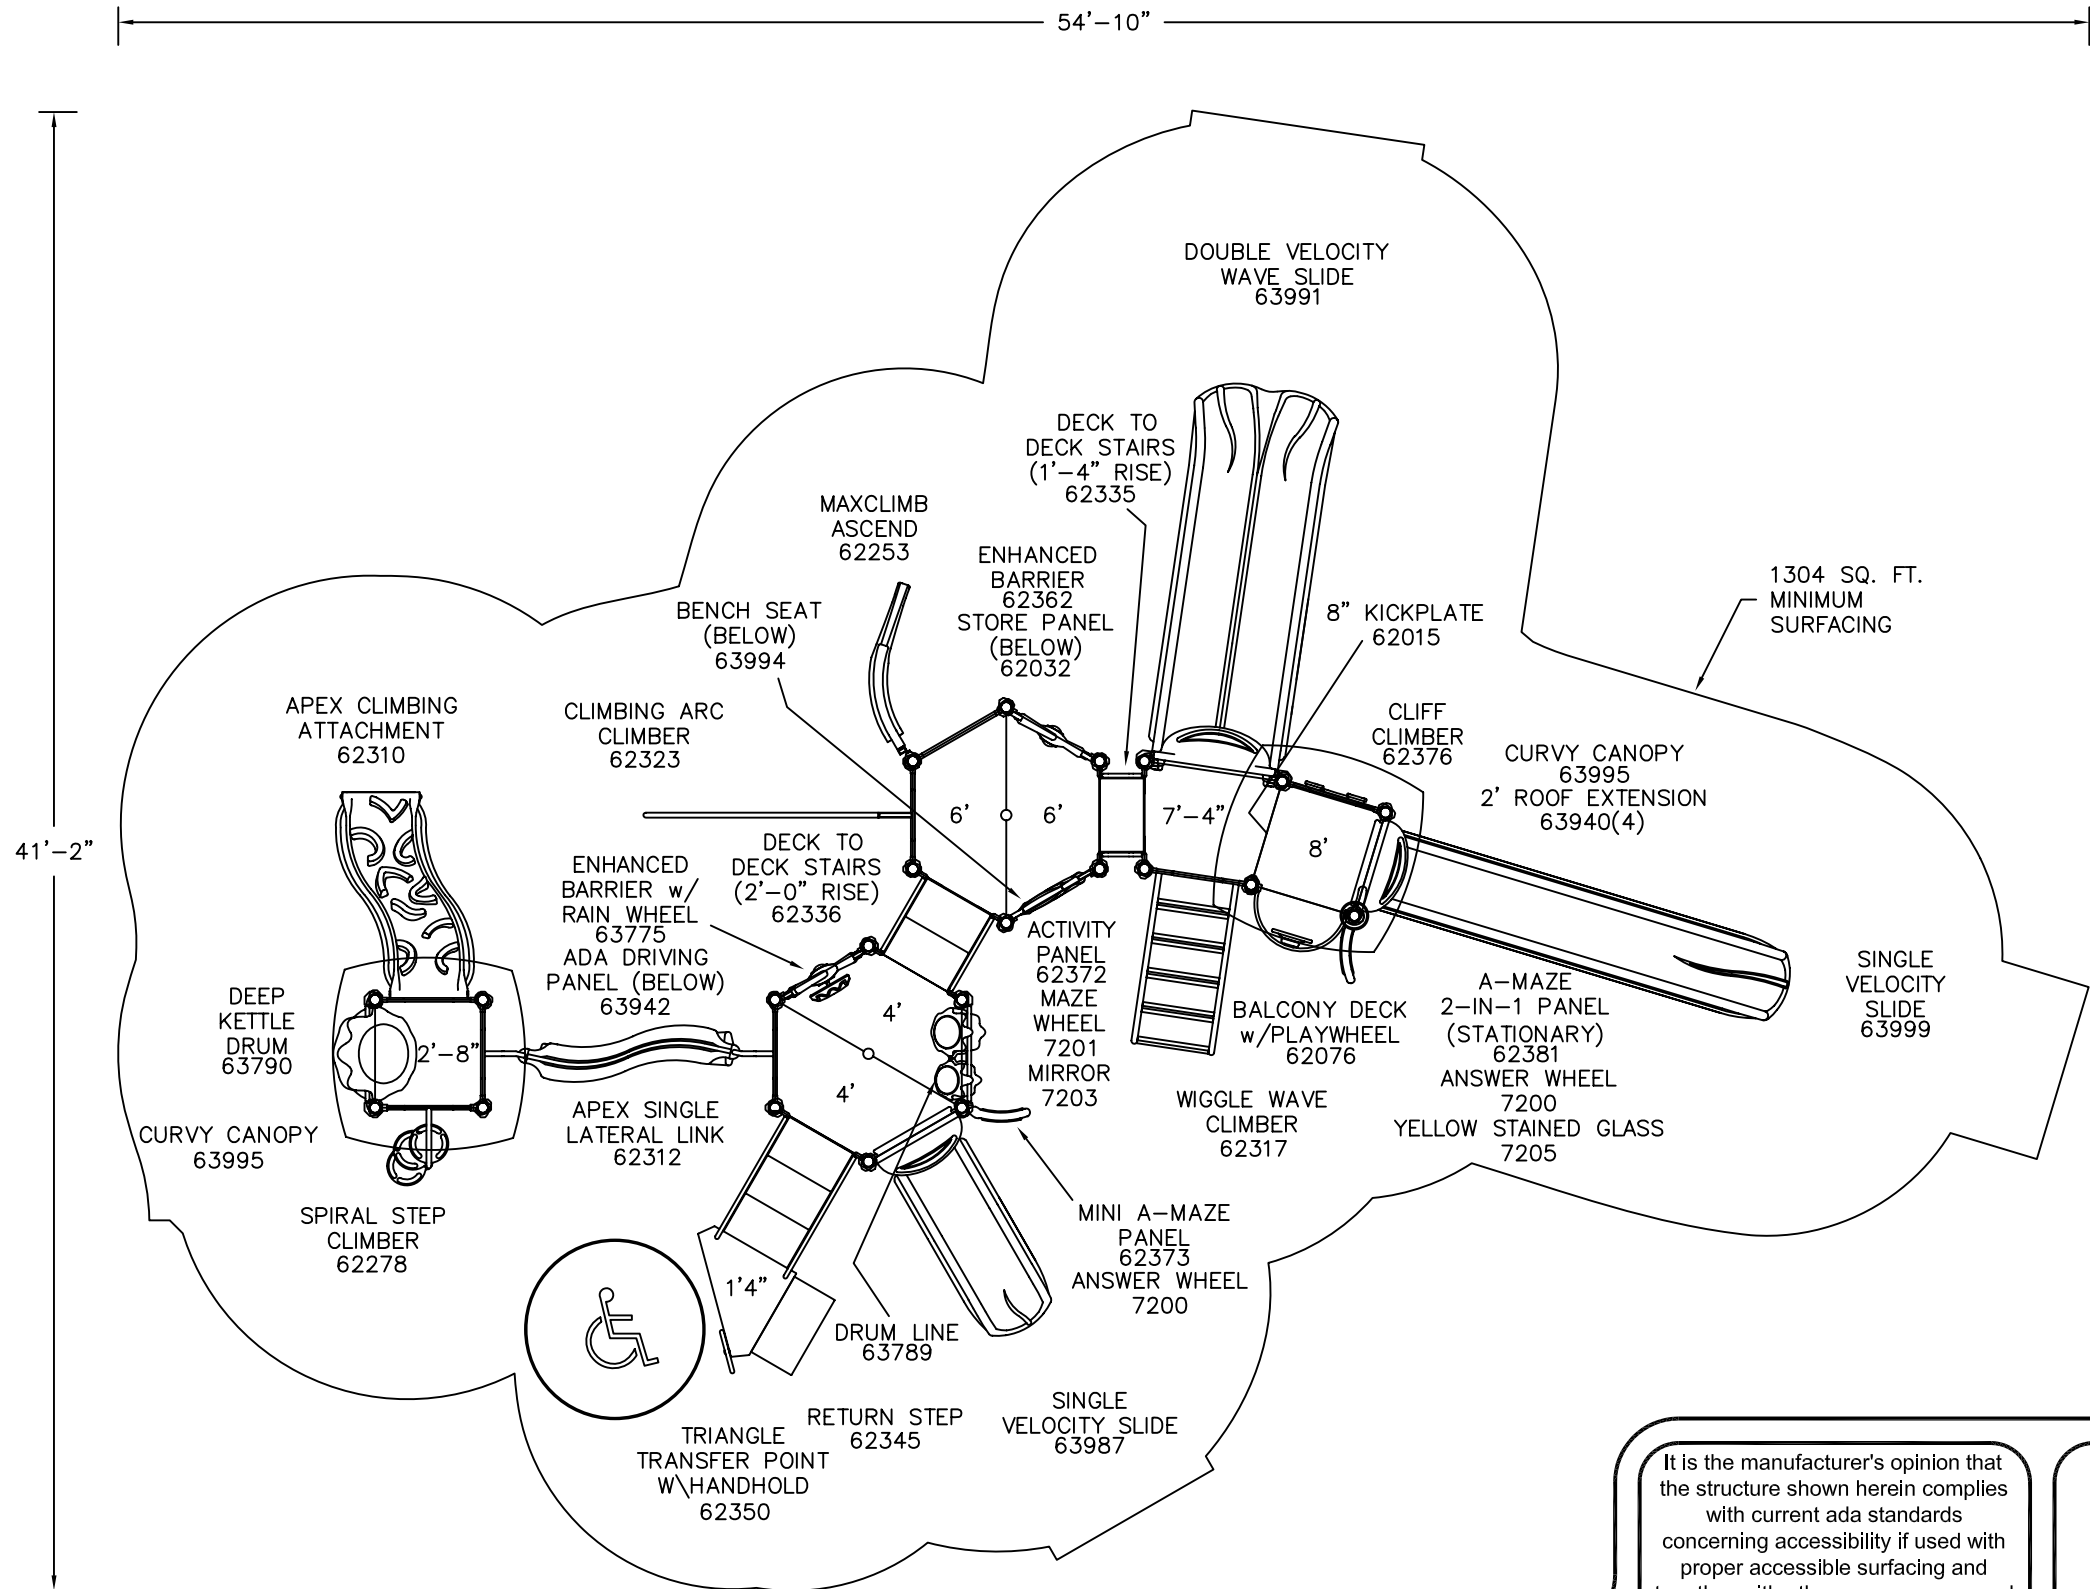 54'-10"
41'-2"
DOUBLE VELOCITY
WAVE SLIDE
63991
DECK TO
DECK STAIRS
(1'-4" RISE)
62335
MAXCLIMB
ASCEND
62253
ENHANCED
BARRIER
62362
STORE PANEL
(BELOW)
62032
BENCH SEAT
(BELOW)
63994
8" KICKPLATE
62015
1304 SQ. FT.
MINIMUM
SURFACING
APEX CLIMBING
ATTACHMENT
62310
CLIMBING ARC
CLIMBER
62323
CLIFF
CLIMBER
62376
CURVY CANOPY
63995
2' ROOF EXTENSION
63940(4)
6'
6'
7'-4"
8'
DECK TO
DECK STAIRS
(2'-0" RISE)
62336
ENHANCED
BARRIER w/
RAIN WHEEL
63775
ADA DRIVING
PANEL (BELOW)
63942
ACTIVITY
PANEL
62372
MAZE
WHEEL
7201
MIRROR
7203
BALCONY DECK
w/PLAYWHEEL
62076
A-MAZE
2-IN-1 PANEL
(STATIONARY)
62381
ANSWER WHEEL
7200
YELLOW STAINED GLASS
7205
SINGLE
VELOCITY
SLIDE
63999
DEEP
KETTLE
DRUM
63790
2'-8"
4'
4'
CURVY CANOPY
63995
APEX SINGLE
LATERAL LINK
62312
WIGGLE WAVE
CLIMBER
62317
SPIRAL STEP
CLIMBER
62278
MINI A-MAZE
PANEL
62373
ANSWER WHEEL
7200
1'4"
DRUM LINE
63789
RETURN STEP
62345
SINGLE
VELOCITY SLIDE
63987
TRIANGLE
TRANSFER POINT
W\HANDHOLD
62350
It is the manufacturer's opinion that
the structure shown herein complies
with current ada standards
concerning accessibility if used with
proper accessible surfacing and